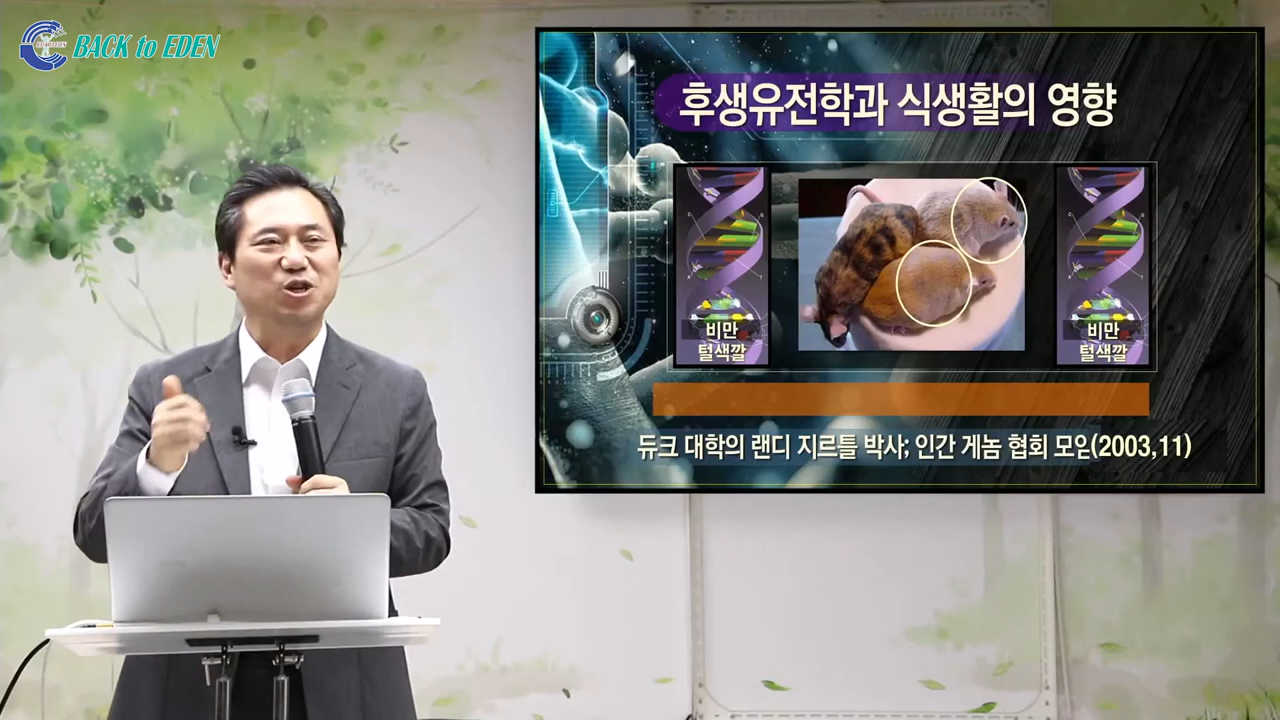 BACK to EDEN
후생유전학과 식생활의 영향
비만
털색깔
비만
털색깔
듀크 대학의 랜디 지르틀 박사; 인간 게놈 협회 모임(2003,11)